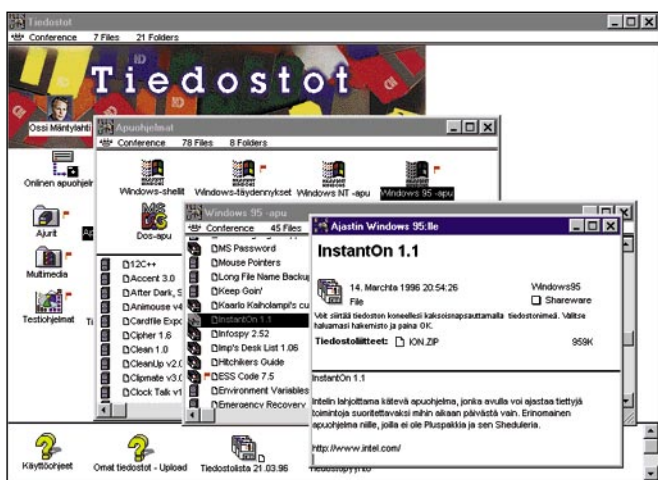 Tiedostot
Conference 7 Files 21 Folders
Tiedostot
Ossi Mäntylahti
Onlinen apuohjelr
Ajurit
Multimedia
Testiohjelmat
Apuohjelmat
Conference 78 Files 8 Folders
Windows-shellit
Windows-täydennykset
Windows NT -apu
Windows 95 -apu
Dos-apu
12C++
Accent 3.0
After Dark, S
Animouse v4
Cardfile Expo
Cipher 1.6
Clean 1.0
CleanUp v2.0
Clipmate v3.0
Clock Talk v1
Windows 95 -apu
Conference 45 Files
MS Password
Mouse Pointers
Long File Name Backup
Keep Goin'
Kaarlo Kaiholampi's cu
InstantOn 1.1
Infospy 2.52
Imp's Desk List 1.06
Hitchikers Guide
ESS Code 7.5
Environment Variables
Emergency Recovery
Ajastin Windows 95:lle
InstantOn 1.1
14. Marchta 1996 20:54:26
File
Windows95
Shareware
Voit siirtää tiedoston koneellesi kaksoisnapsauttamalla tiedostonimeä. Valitse
haluamasi hakemisto ja paina OK.
Tiedostoliitteet: ION.ZIP 959K
InstantOn 1.1
Intelin lahjoittama kätevä apuohjelma, jonka avulla voi ajastaa tiettyjä
toimintoja suoritettavaksi mihin aikaan päivästä vain. Erinomainen
apuohjelma niille, joilla ei ole Pluspakkia ja sen Sheduleria.
http://www.intel.com/
Käyttöohjeet
Omat tiedostot - Upload
Tiedostolista 21.03.96
Tiedostopyyntö